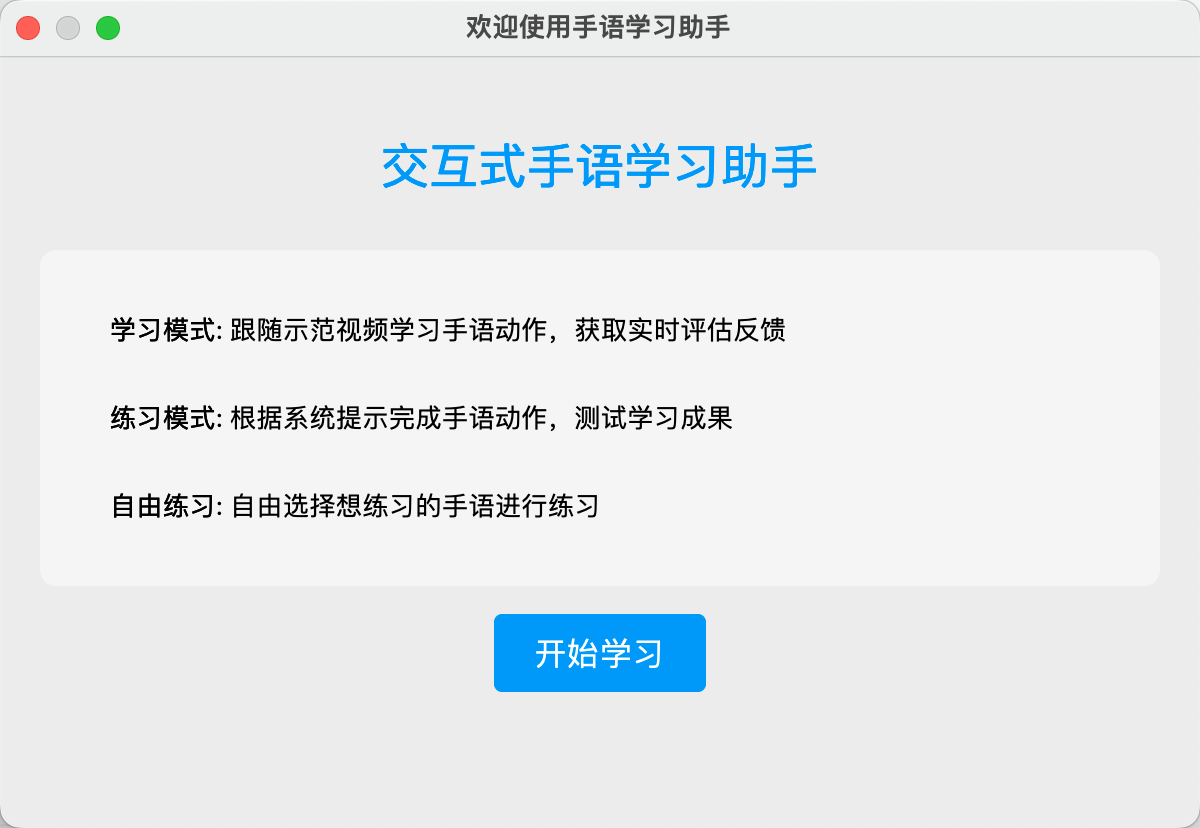 欢迎使用手语学习助手
交互式手语学习助手
学习模式: 跟随示范视频学习手语动作，获取实时评估反馈
练习模式: 根据系统提示完成手语动作，测试学习成果
自由练习: 自由选择想练习的手语进行练习
开始学习